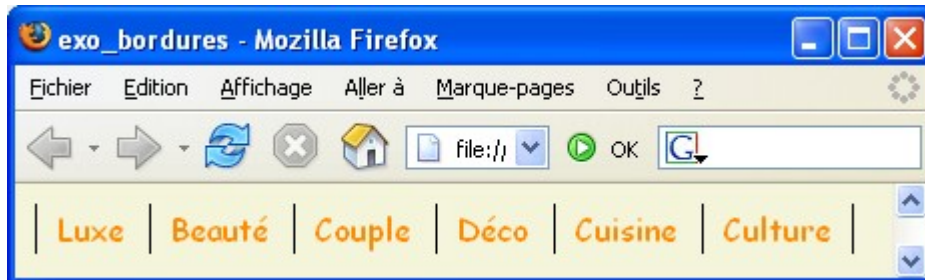 exo_bordures - Mozilla Firefox
Fichier Edition Affichage Aller à Marque-pages Outils ?
file:// OK G
Luxe Beauté Couple Déco Cuisine Culture